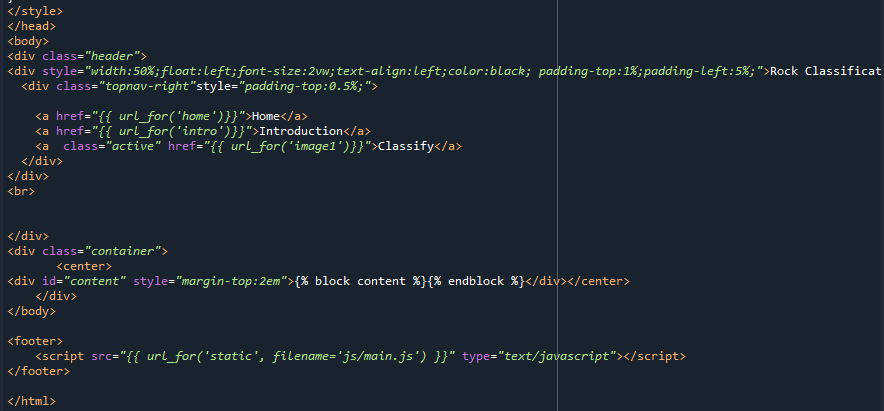 </style>
</head>
<body>
<div class="header">
<div style="width:50%;float:left;font-size:2vw;text-align:left;color:black; padding-top:1%;padding-left:5%;">Rock Classificat
<div class="topnav-right"style="padding-top:0.5%;">
<a href="{{ url_for('home')}}">Home</a>
<a href="{{ url_for('intro')}}">Introduction</a>
<a  class="active" href="{{ url_for('image1')}}">Classify</a>
</div>
</div>
<br>
</div>
<div class="container">
<center>
<div id="content" style="margin-top:2em">{% block content %}{% endblock %}</div></center>
</div>
</body>
<footer>
<script src="{{ url_for('static', filename='js/main.js') }}" type="text/javascript"></script>
</footer>
</html>